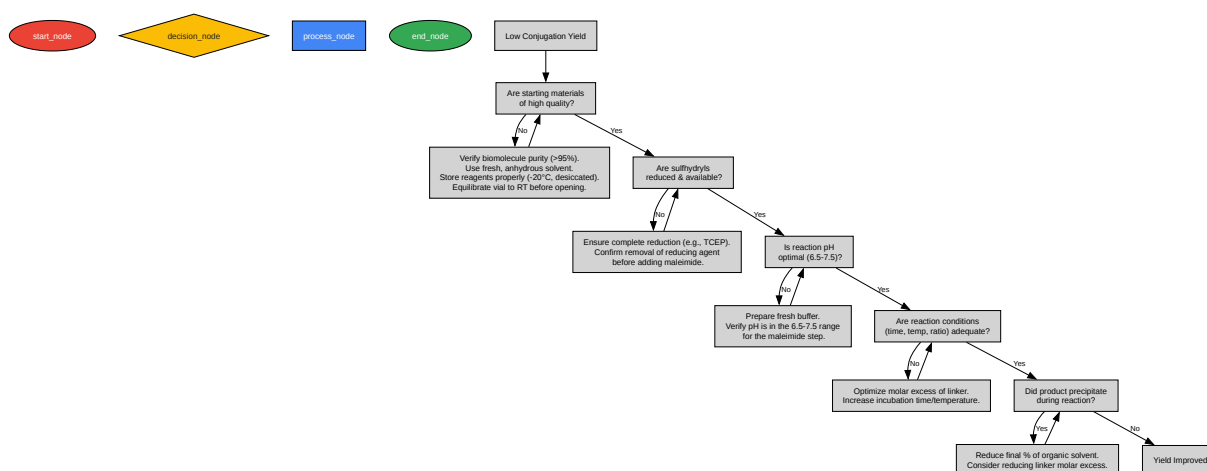 start_node
decision_node
process_node
end_node
Low Conjugation Yield
Are starting materials
of high quality?
No
Yes
Verify biomolecule purity (>95%).
Use fresh, anhydrous solvent.
Store reagents properly (-20°C, desiccated).
Equilibrate vial to RT before opening.
Are sulfhydryls
reduced & available?
No
Yes
Ensure complete reduction (e.g., TCEP).
Confirm removal of reducing agent
before adding maleimide.
Is reaction pH
optimal (6.5-7.5)?
No
Yes
Prepare fresh buffer.
Verify pH is in the 6.5-7.5 range
for the maleimide step.
Are reaction conditions
(time, temp, ratio) adequate?
No
Yes
Optimize molar excess of linker.
Increase incubation time/temperature.
Did product precipitate
during reaction?
Yes
No
Reduce final % of organic solvent.
Consider reducing linker molar excess.
Yield Improved